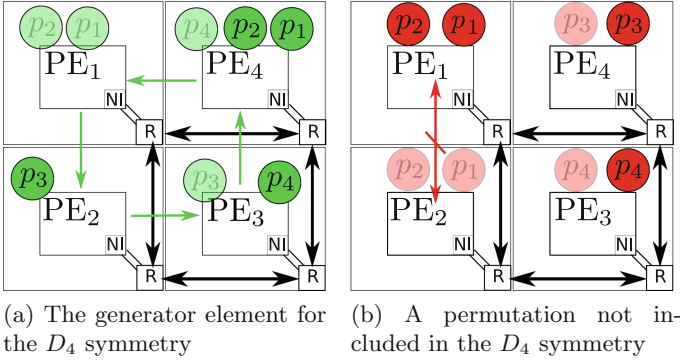 p2 p1 p4 p2 p1
PE1 PE4
NI NI
R R
p3 p3 p4
PE2 PE3
NI NI
R R
(a) The generator element for
the D4 symmetry
p2 p1 p3 p3
PE1 PE4
NI NI
R R
p2 p1 p4 p4
PE2 PE3
NI NI
R R
(b) A permutation not in-
cluded in the D4 symmetry